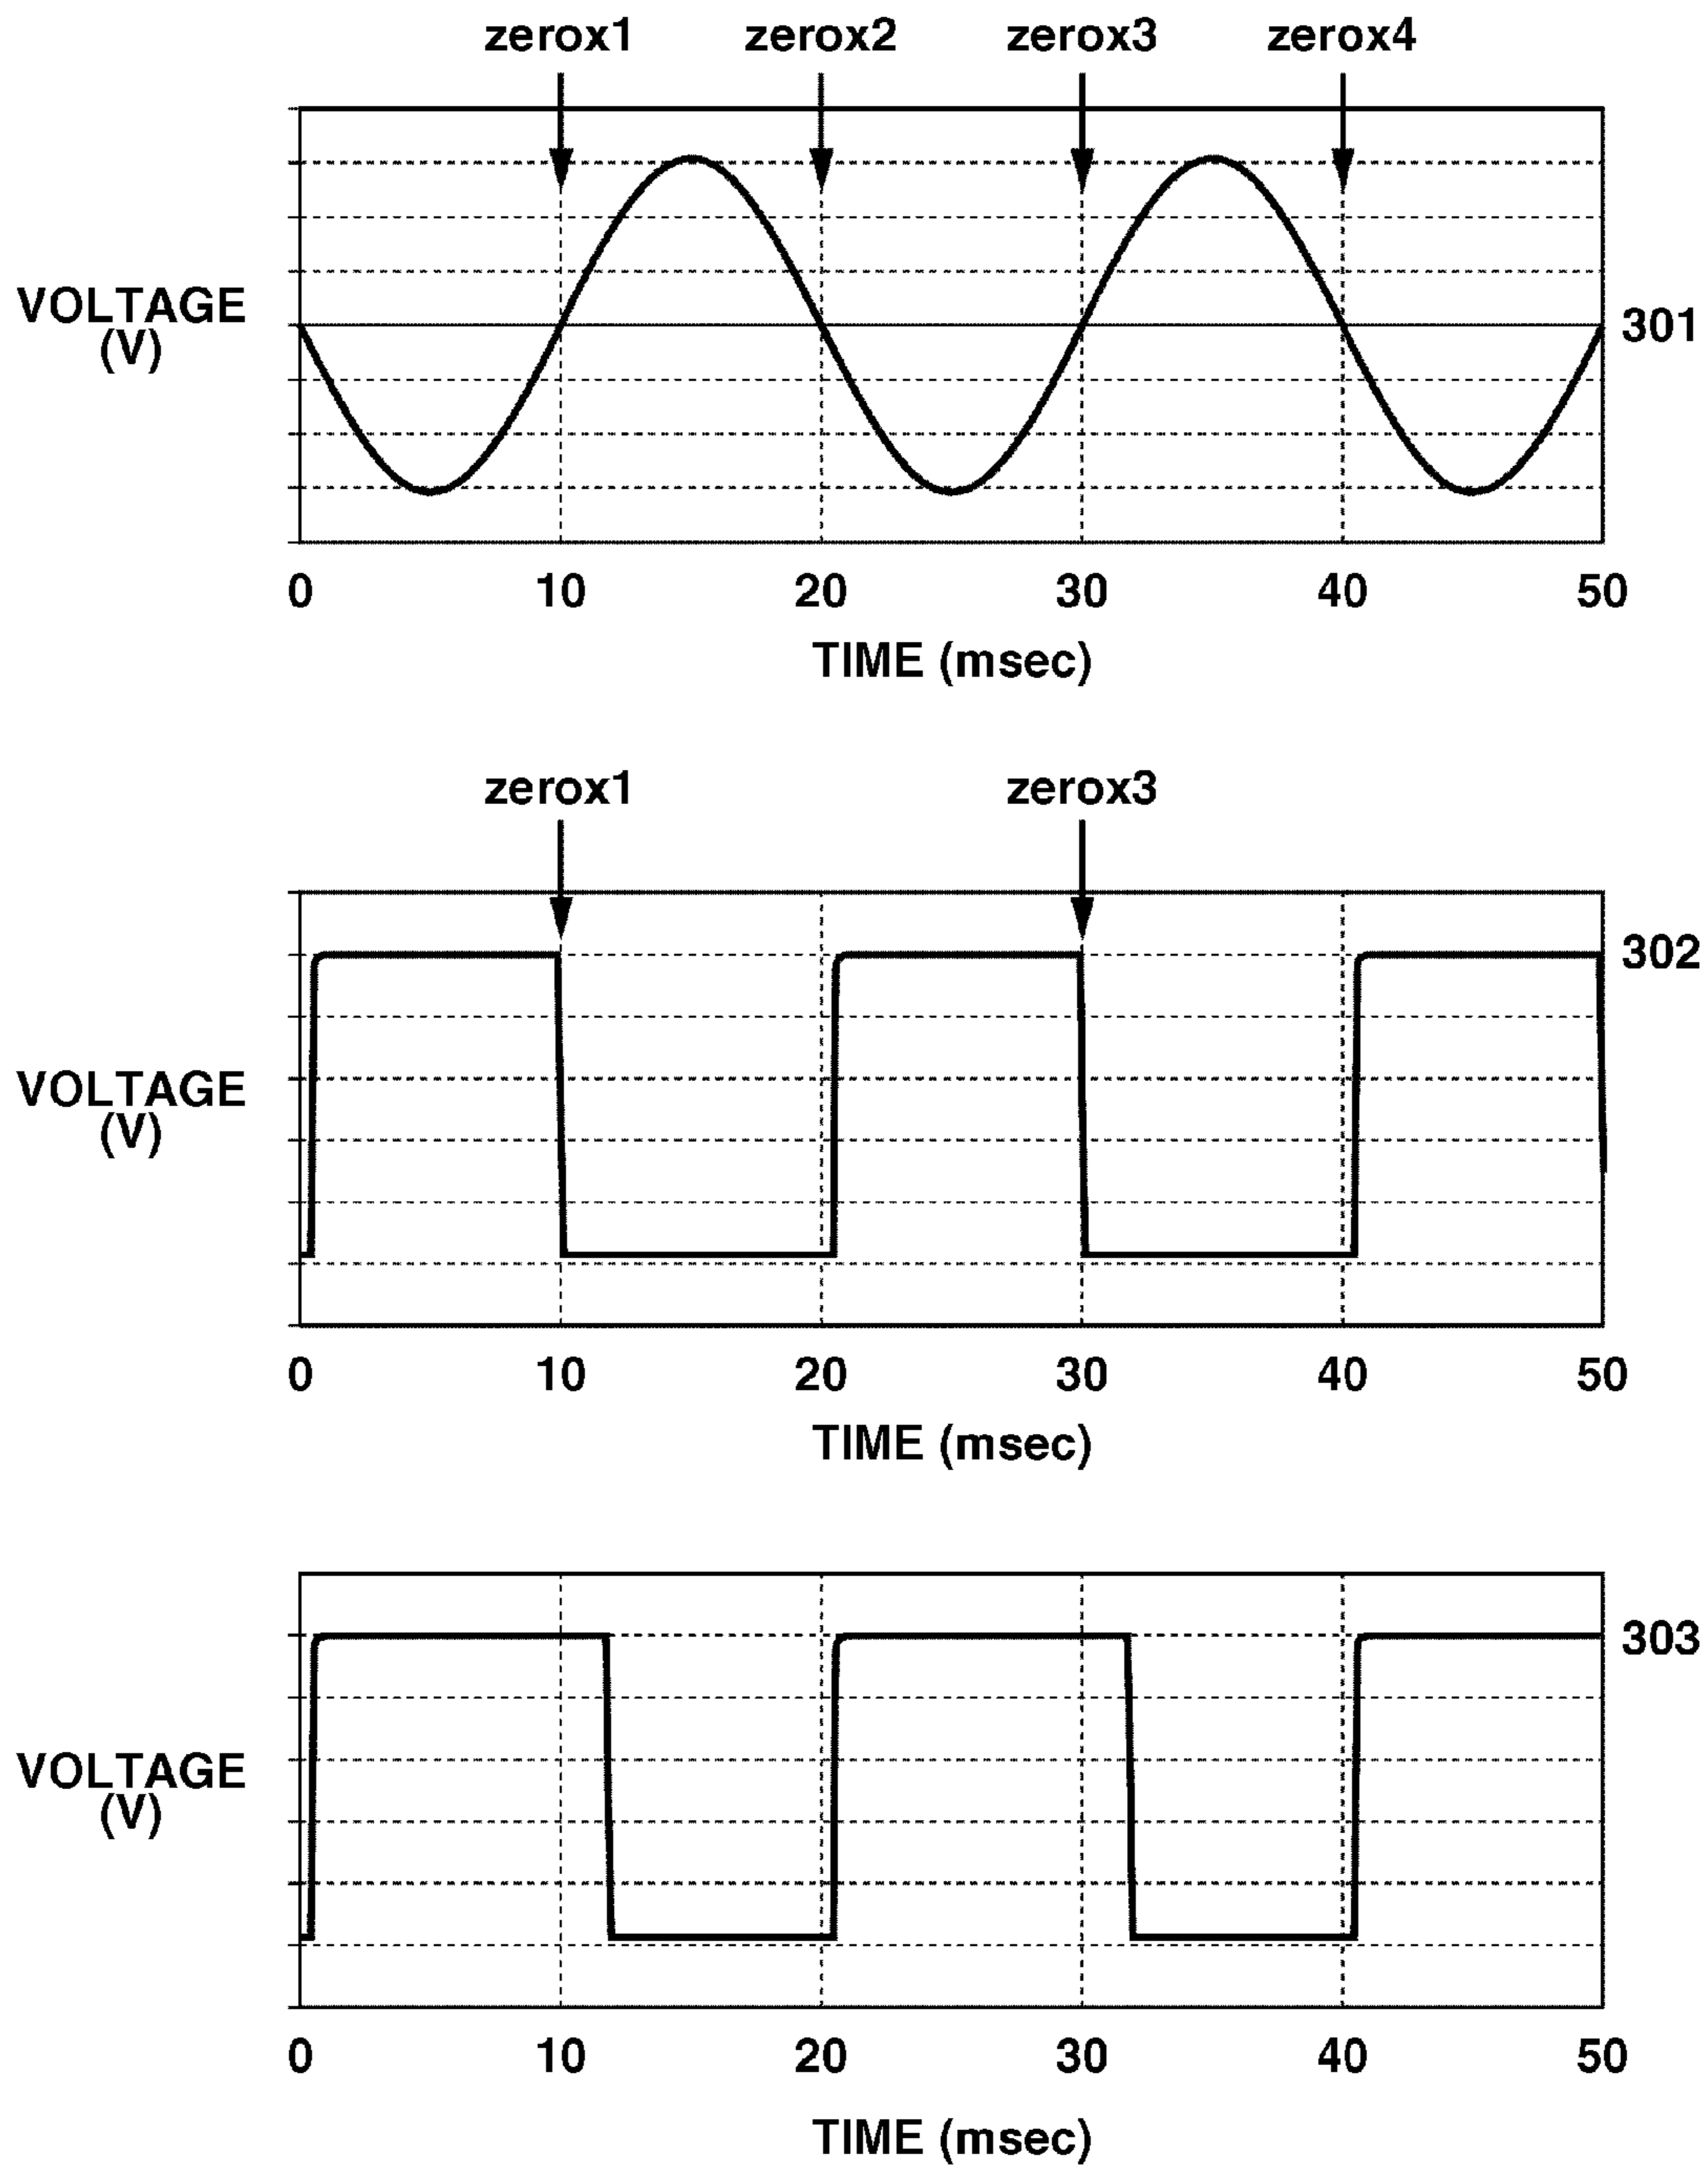 zerox1 zerox2 zerox3 zerox4
VOLTAGE
(V)
301
0 10 20 30 40 50
TIME (msec)
zerox1 zerox3
302
VOLTAGE
(V)
0 10 20 30 40 50
TIME (msec)
303
VOLTAGE
(V)
0 10 20 30 40 50
TIME (msec)